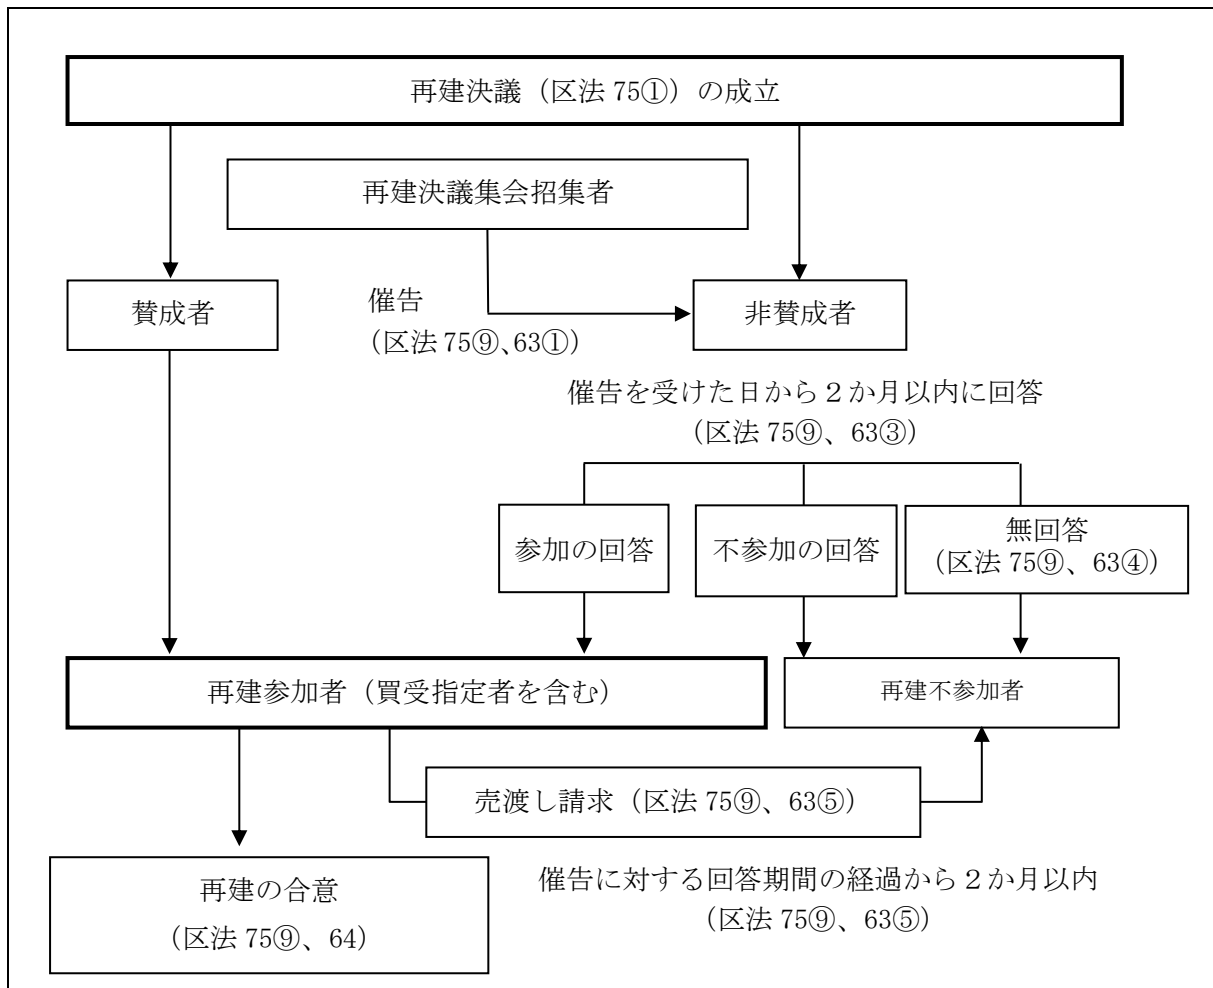 再建決議（区法 75①）の成立
再建決議集会招集者
賛成者
催告
（区法 75⑨、63①）
非賛成者
催告を受けた日から２か月以内に回答
（区法 75⑨、63③）
参加の回答
不参加の回答
無回答
（区法 75⑨、63④）
再建参加者（買受指定者を含む）
再建不参加者
売渡し請求（区法 75⑨、63⑤）
再建の合意
（区法 75⑨、64）
催告に対する回答期間の経過から２か月以内
（区法 75⑨、63⑤）